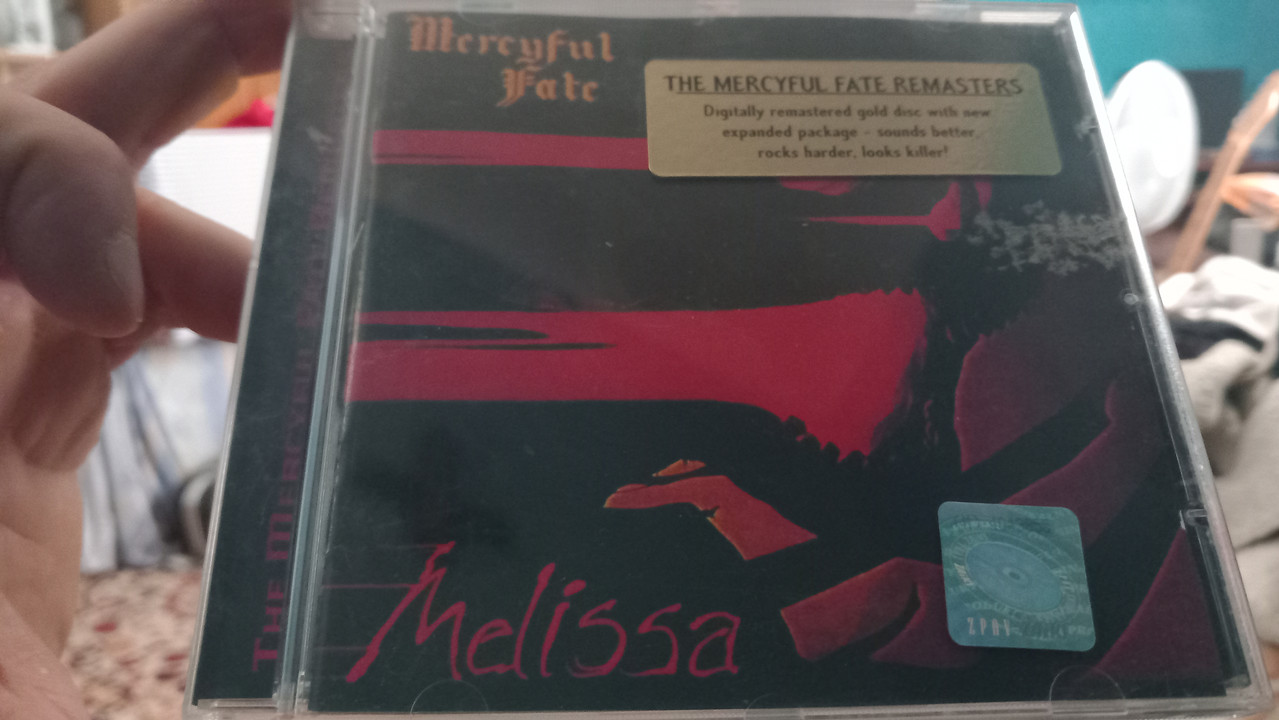 Mercyful
Fate
THE MERCYFUL FATE REMASTERS
Digitally remastered gold disc with new
expanded package - sounds better,
rocks harder, looks killer!
THE MERCYFUL FATE
Melissa